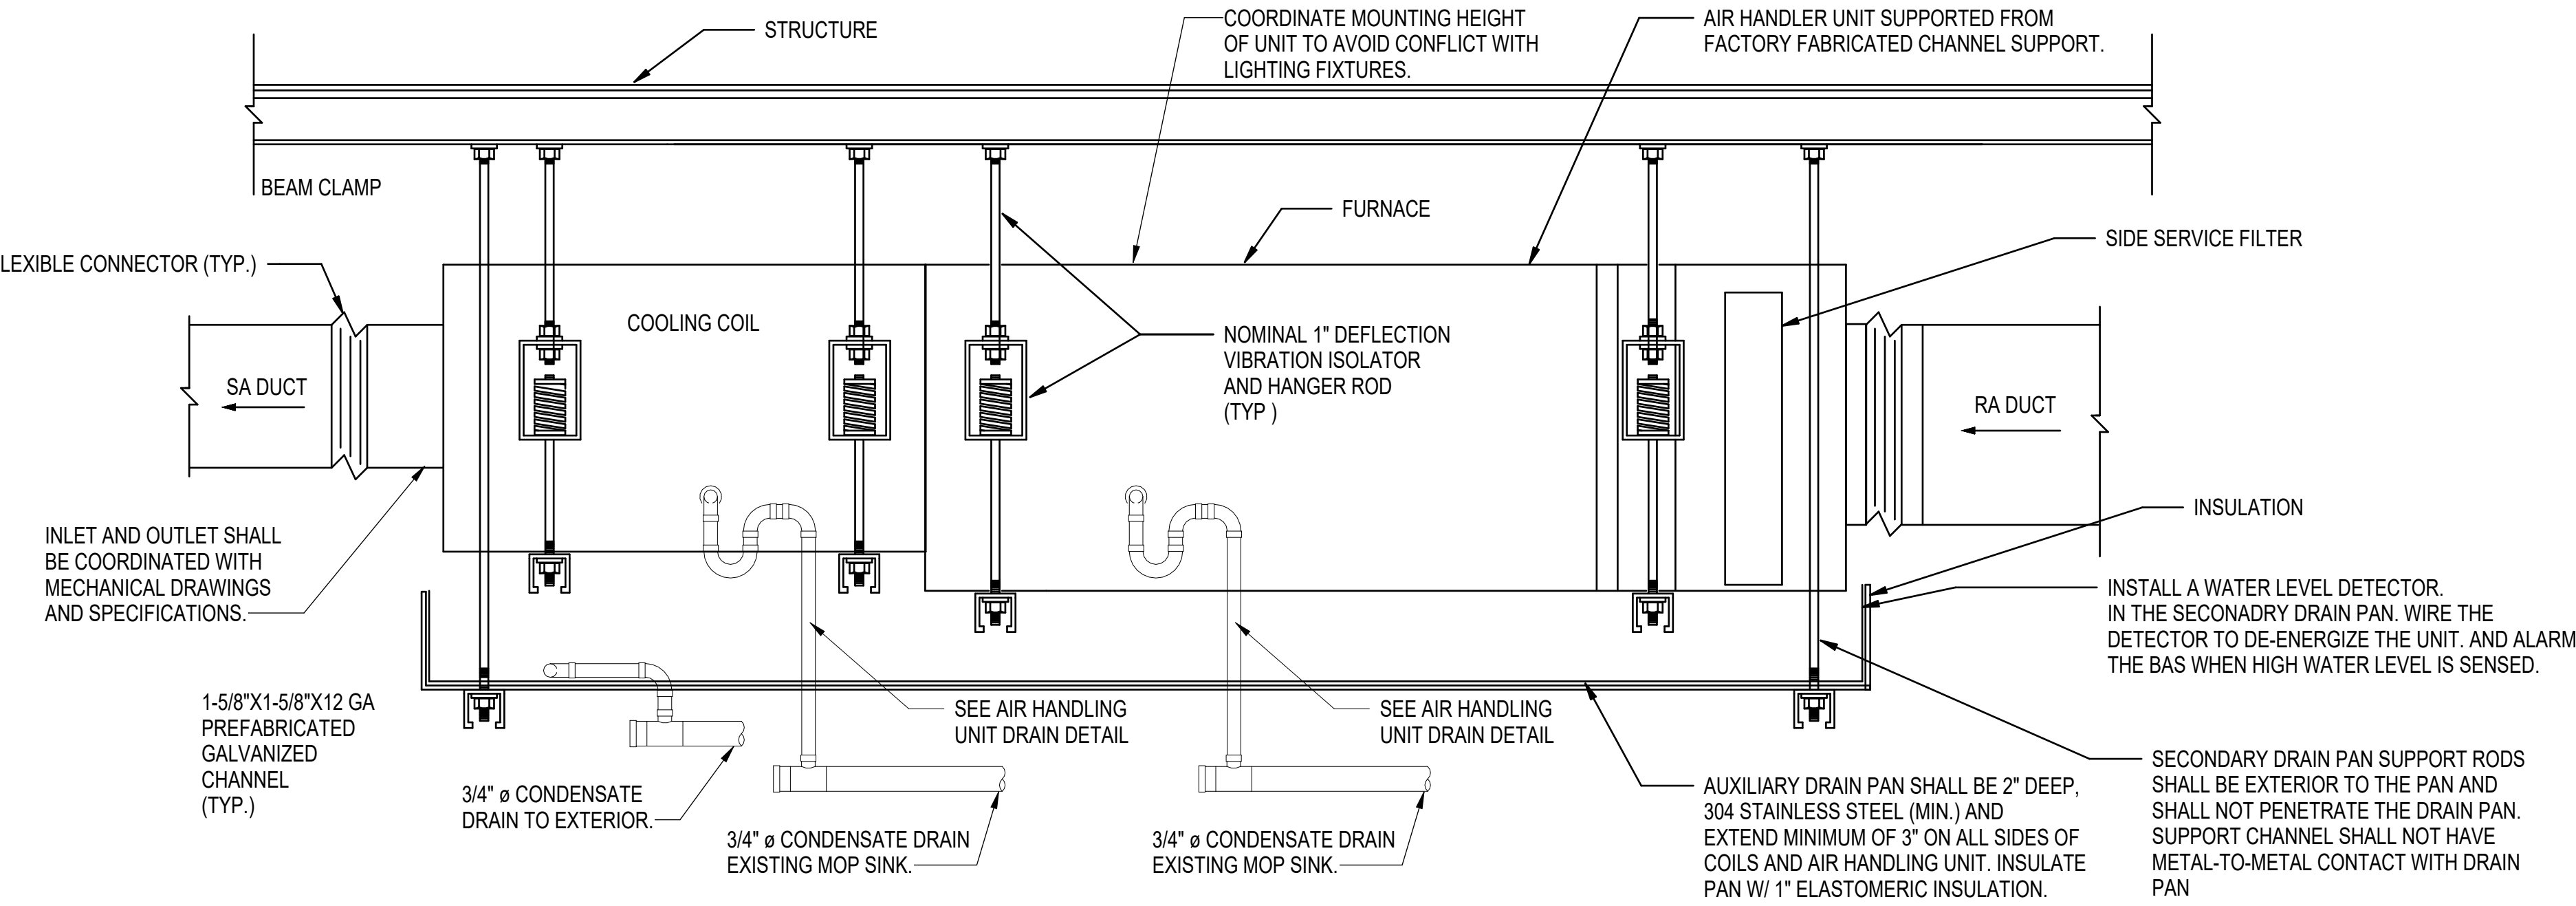 STRUCTURE
COORDINATE MOUNTING HEIGHT
OF UNIT TO AVOID CONFLICT WITH
LIGHTING FIXTURES.
AIR HANDLER UNIT SUPPORTED FROM
FACTORY FABRICATED CHANNEL SUPPORT.
BEAM CLAMP
FURNACE
SIDE SERVICE FILTER
LEXIBLE CONNECTOR (TYP.)
COOLING COIL
NOMINAL 1" DEFLECTION
VIBRATION ISOLATOR
AND HANGER ROD
(TYP )
SA DUCT
RA DUCT
INSULATION
INLET AND OUTLET SHALL
BE COORDINATED WITH
MECHANICAL DRAWINGS
AND SPECIFICATIONS.
INSTALL A WATER LEVEL DETECTOR.
IN THE SECONADRY DRAIN PAN. WIRE THE
DETECTOR TO DE-ENERGIZE THE UNIT. AND ALARM
THE BAS WHEN HIGH WATER LEVEL IS SENSED.
1-5/8"X1-5/8"X12 GA
PREFABRICATED
GALVANIZED
CHANNEL
(TYP.)
SEE AIR HANDLING
UNIT DRAIN DETAIL
SEE AIR HANDLING
UNIT DRAIN DETAIL
3/4" ø CONDENSATE
DRAIN TO EXTERIOR.
3/4" ø CONDENSATE DRAIN
EXISTING MOP SINK.
3/4" ø CONDENSATE DRAIN
EXISTING MOP SINK.
AUXILIARY DRAIN PAN SHALL BE 2" DEEP,
304 STAINLESS STEEL (MIN.) AND
EXTEND MINIMUM OF 3" ON ALL SIDES OF
COILS AND AIR HANDLING UNIT. INSULATE
PAN W/ 1" ELASTOMERIC INSULATION.
SECONDARY DRAIN PAN SUPPORT RODS
SHALL BE EXTERIOR TO THE PAN AND
SHALL NOT PENETRATE THE DRAIN PAN.
SUPPORT CHANNEL SHALL NOT HAVE
METAL-TO-METAL CONTACT WITH DRAIN
PAN